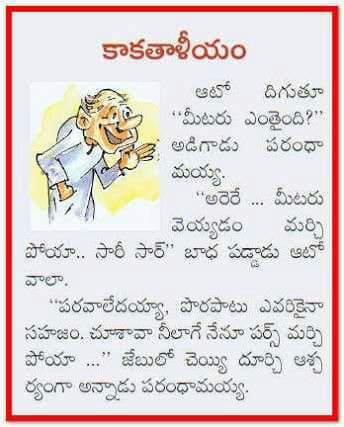 కాకతాళీయం
ఆటో దిగుతూ
“మీటరు ఎంతైంది?”
అడిగాడు పరంధా
మయ్య.
“అరెరే ... మీటరు
వెయ్యడం మర్చి
పోయా.. సారీ సార్” బాధ పడ్డాడు ఆటో
వాలా.
“పరవాలేదయ్యా, పొరపాటు ఎవరికైనా
సహజం. చూశావా నీలాగే నేనూ పర్స్ మర్చి
పోయా ...” జేబులో చెయ్యి దూర్చి ఆశ్చ
ర్యంగా అన్నాడు పరంధామయ్య.